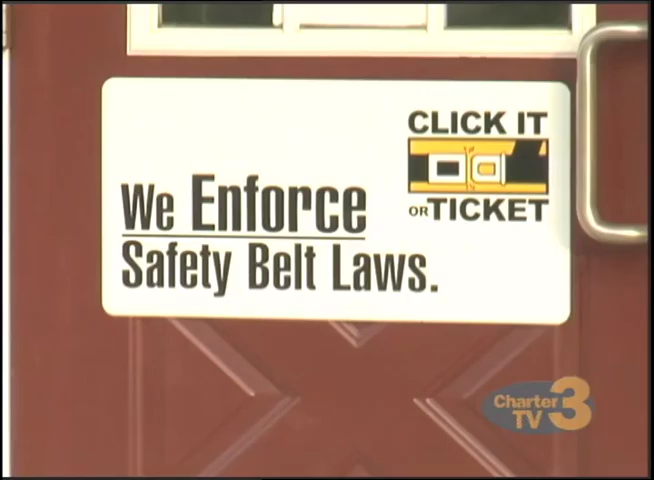 CLICK IT
OR TICKET
We Enforce
Safety Belt Laws.
Charter
TV 3